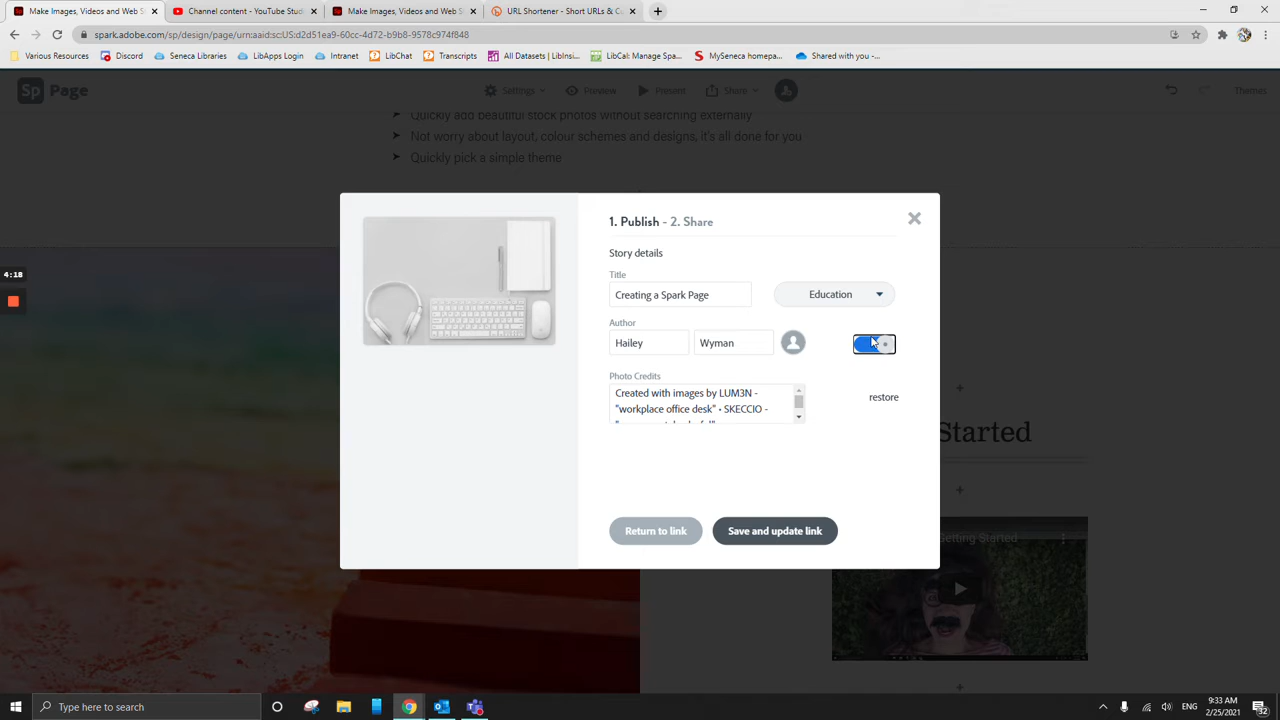 Make Images, Videos and Web S
Channel content - YouTube Stud
Make Images, Videos and Web S
URL Shortener - Short URLs & Cu
spark.adobe.com/sp/design/page/urn:aaid:sc:US:d2d51ea9-60cc-4d72-b9b8-9578c974f848
Various Resources
Discord
Seneca Libraries
LibApps Login
Intranet
LibChat
Transcripts
All Datasets (LibInsi...
LibCal: Manage Spa...
MySeneca homepa...
Shared with you -...
Sp Page
Settings
Preview
Present
Share
Themes
Quickly add beautiful stock photos without searching externally
Not worry about layout, colour schemes and designs, it's all done for you
Quickly pick a simple theme
4:18
1. Publish - 2. Share
Story details
Title
Creating a Spark Page
Education
Author
Hailey
Wyman
Photo Credits
Created with images by LUM3N -
"workplace office desk" • SKECCIO -
restore
Started
Return to link
Save and update link
Getting Started
Type here to search
ENG
9:33 AM
2/25/2021